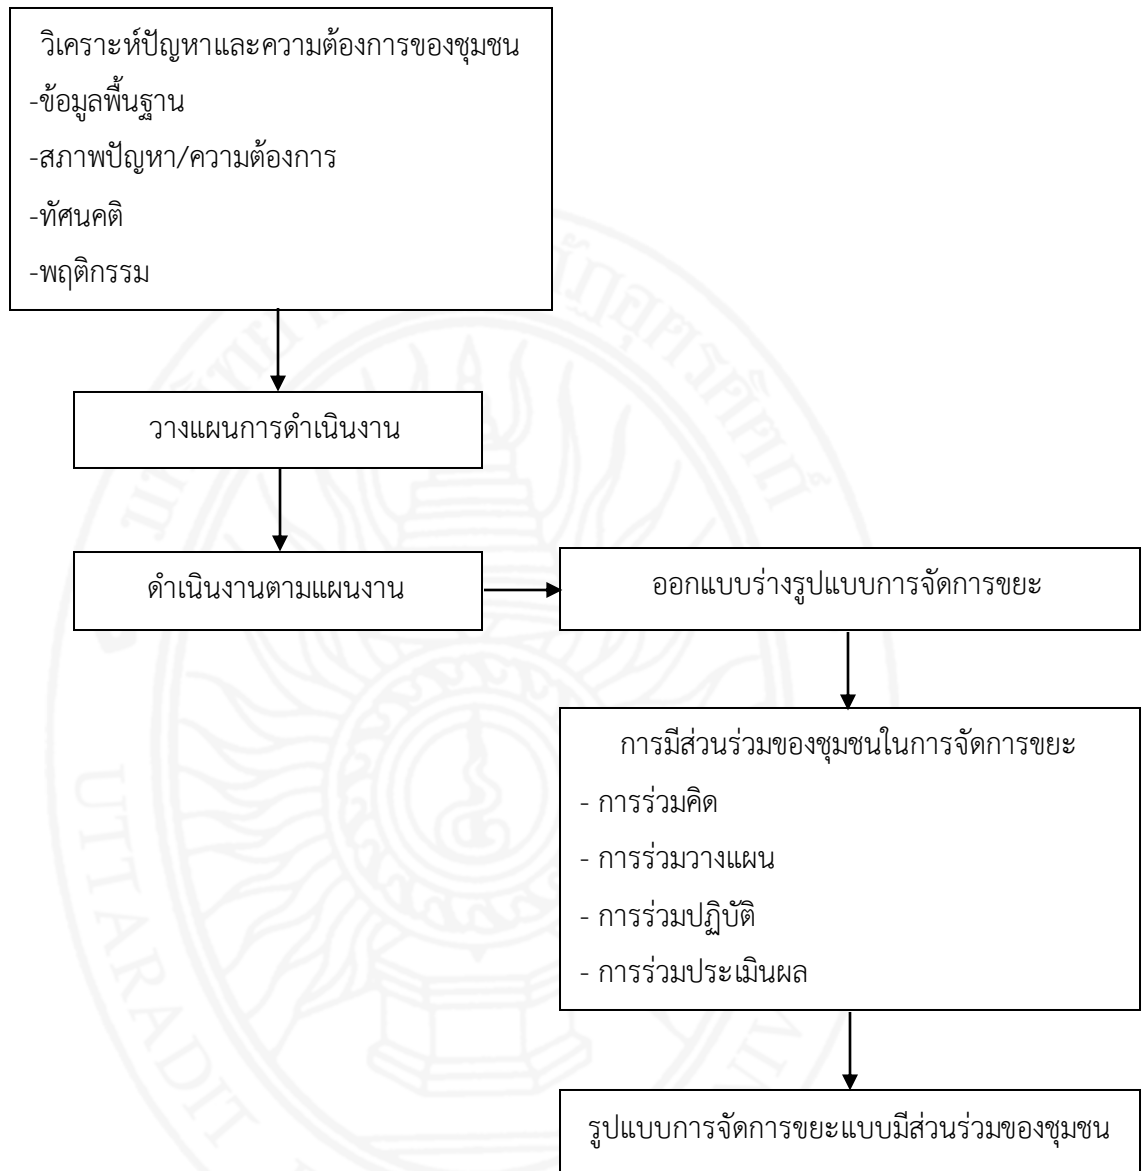 วิเคราะห์ปัญหาและความต้องการของชุมชน
-ข้อมูลพื้นฐาน
-สภาพปัญหา/ความต้องการ
-ทัศนคติ
-พฤติกรรม
วางแผนการดำเนินงาน
ดำเนินงานตามแผนงาน
ออกแบบร่างรูปแบบการจัดการขยะ
การมีส่วนร่วมของชุมชนในการจัดการขยะ
- การร่วมคิด
- การร่วมวางแผน
- การร่วมปฏิบัติ
- การร่วมประเมินผล
รูปแบบการจัดการขยะแบบมีส่วนร่วมของชุมชน
UTTARADIT